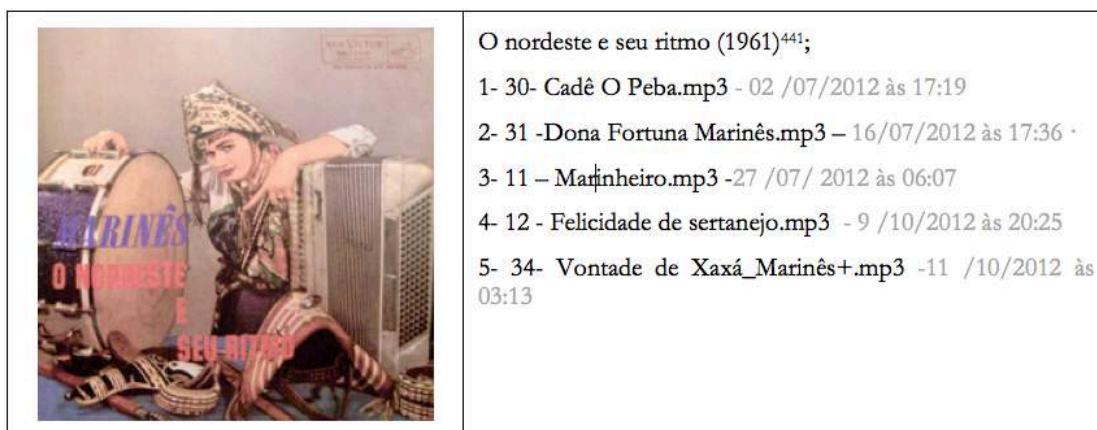 RCA VICTOR
MARINÊS
O NORDESTE
E
SEU RITMO
O nordeste e seu ritmo (1961)441;
1- 30- Cadê O Peba.mp3 - 02 /07/2012 às 17:19
2- 31 -Dona Fortuna Marinês.mp3 – 16/07/2012 às 17:36 ·
3- 11 – Marinheiro.mp3 -27 /07/ 2012 às 06:07
4- 12 - Felicidade de sertanejo.mp3 - 9 /10/2012 às 20:25
5- 34- Vontade de Xaxá_Marinês+.mp3 -11 /10/2012 às
03:13